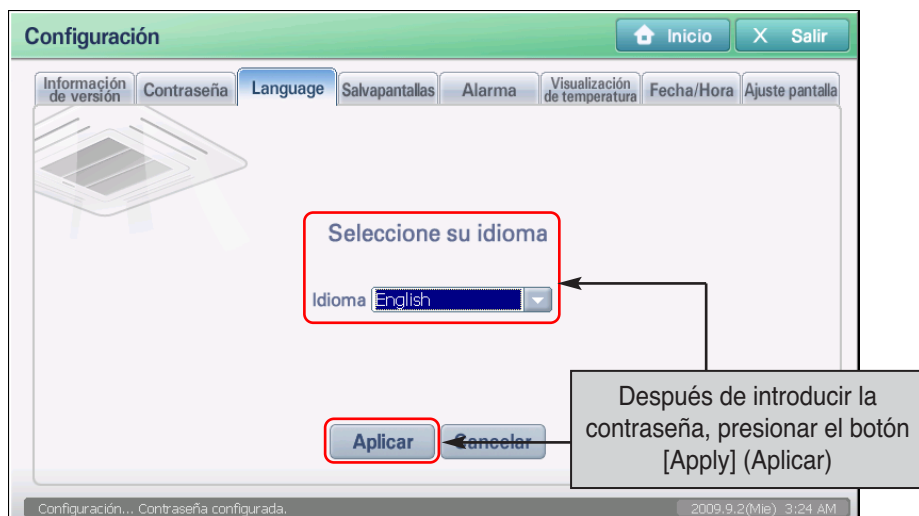 Configuración
Inicio
X Salir
Información de versión
Contraseña
Language
Salvapantallas
Alarma
Visualización de temperatura
Fecha/Hora
Ajuste pantalla
Seleccione su idioma
Idioma English
Después de introducir la
contraseña, presionar el botón
[Apply] (Aplicar)
Aplicar
Cancelar
Configuración... Contraseña configurada.
2009.9.2(Mie) 3:24 AM